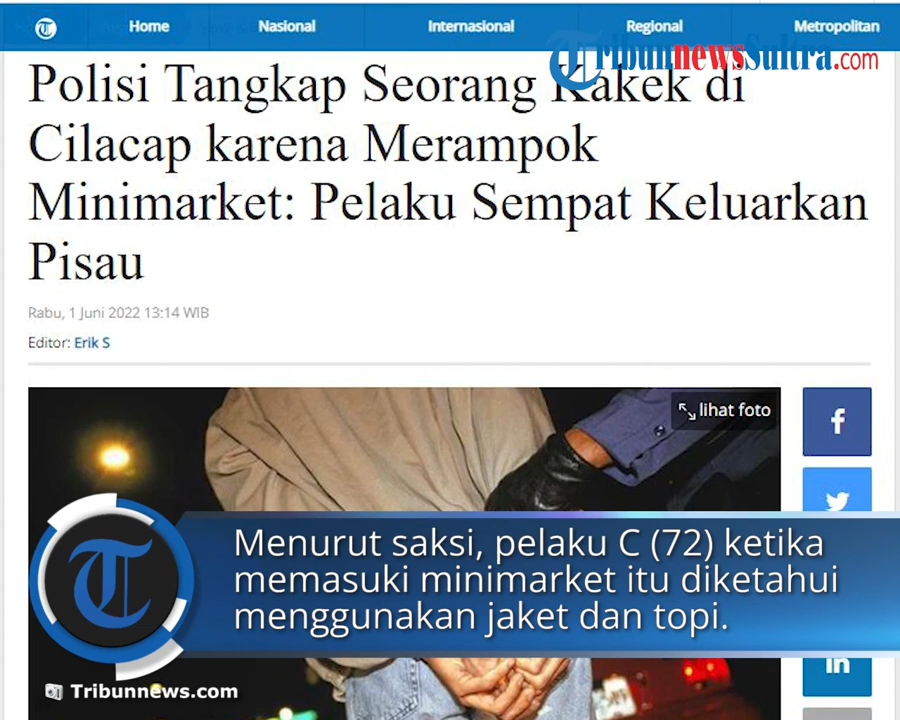 Home Nasional Internasional Regional Metropolitan
TribunnewsSultra.com
Polisi Tangkap Seorang Kakek di
Cilacap karena Merampok
Minimarket: Pelaku Sempat Keluarkan
Pisau
Rabu, 1 Juni 2022 13:14 WIB
Editor: Erik S
lihat foto
f
Menurut saksi, pelaku C (72) ketika
memasuki minimarket itu diketahui
menggunakan jaket dan topi.
in
Tribunnews.com